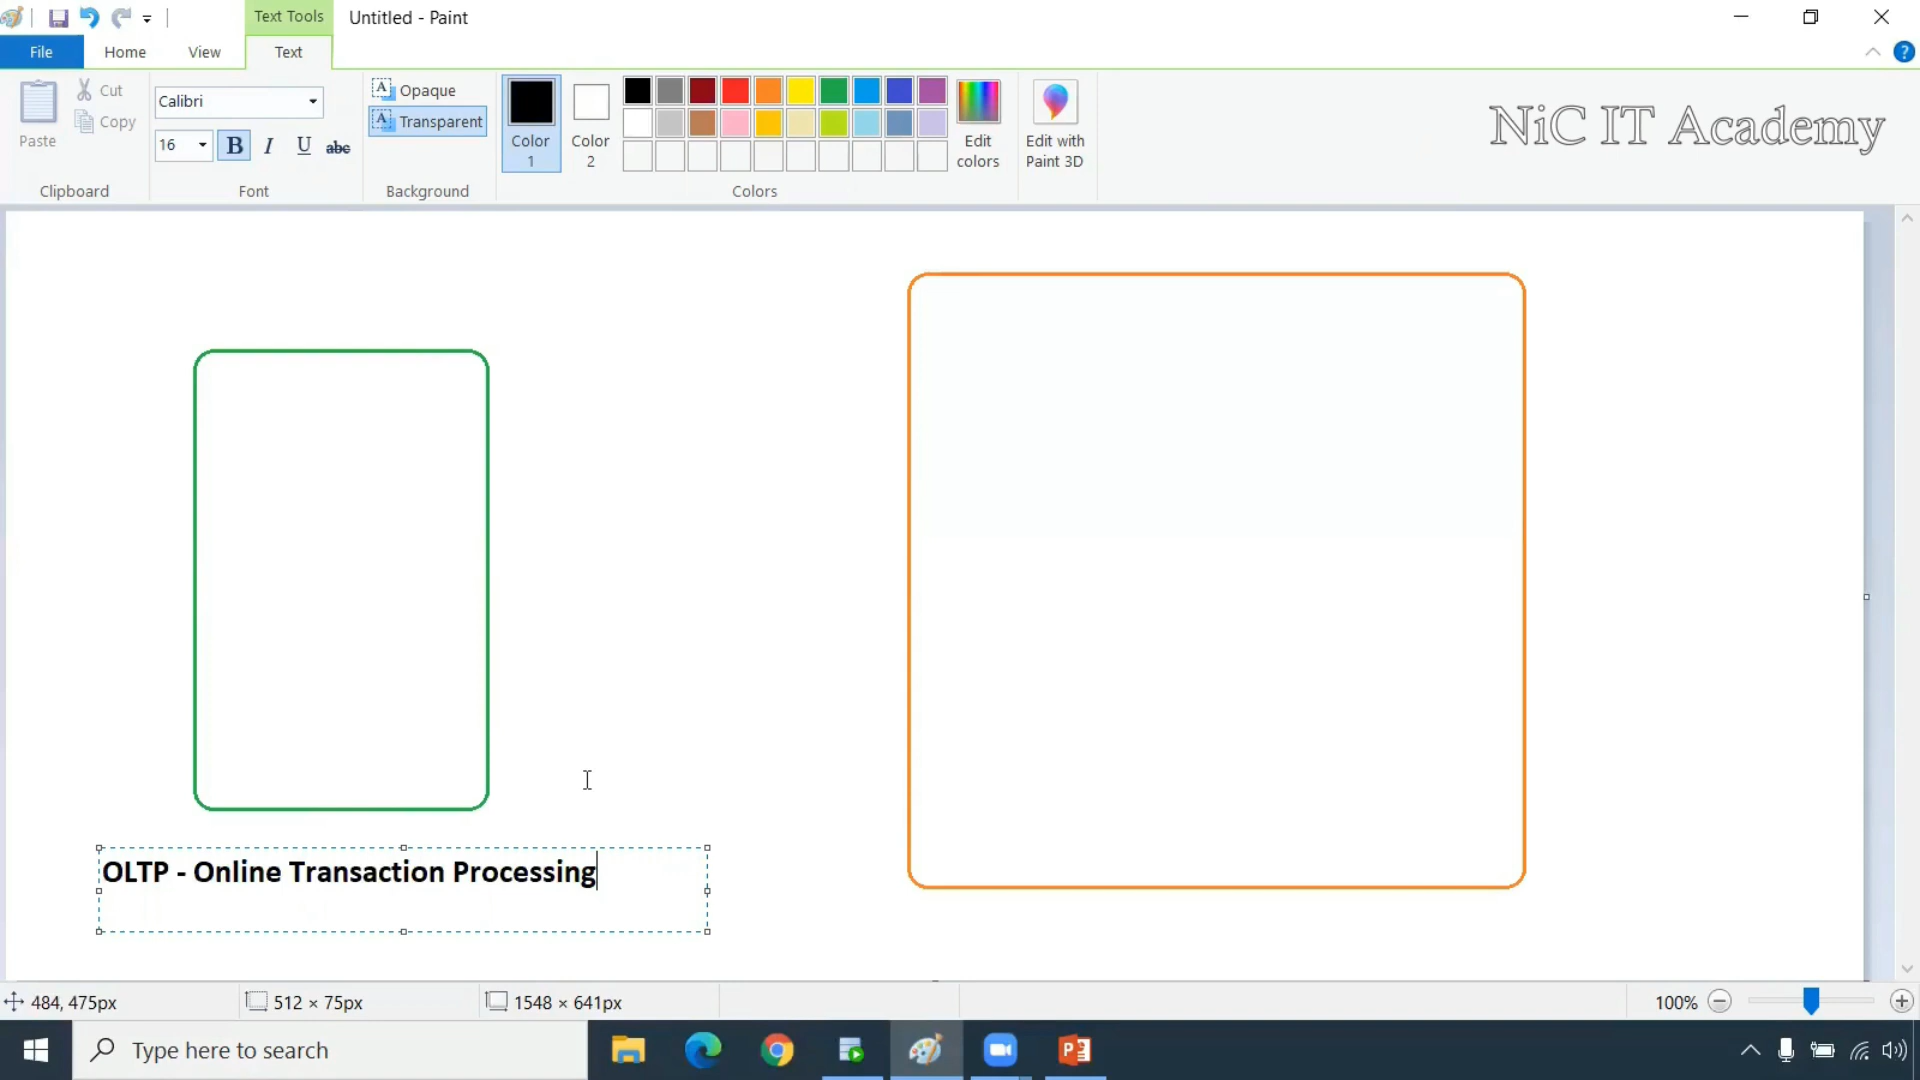 Text Tools
Untitled - Paint
File
Home
View
Text
Paste
Cut
Copy
Clipboard
Calibri
16
B
I
U
abc
Font
A
Opaque
A
Transparent
Background
Color
1
Color
2
Edit
colors
Colors
Edit with
Paint 3D
?
NiC IT Academy
OLTP - Online Transaction Processing
484, 475px
512 × 75px
1548 × 641px
100%
Type here to search
P